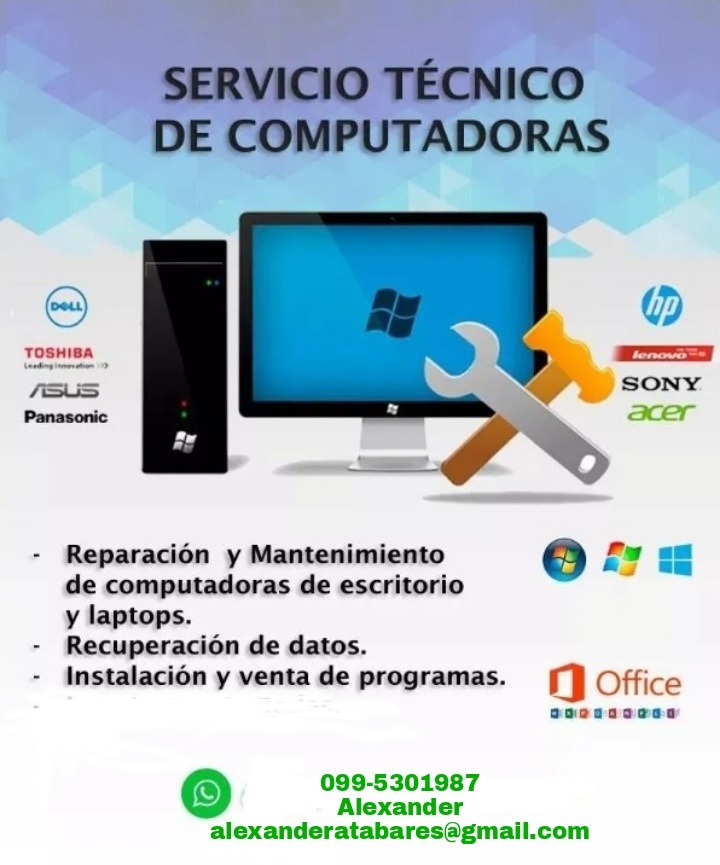 SERVICIO TÉCNICO
DE COMPUTADORAS
DELL
TOSHIBA
Leading Innovation >>>
ASUS
Panasonic
hp
lenovo
SONY
acer
- Reparación y Mantenimiento
de computadoras de escritorio
y laptops.
- Recuperación de datos.
- Instalación y venta de programas.
-
Office
099-5301987
Alexander
alexanderatabares@gmail.com